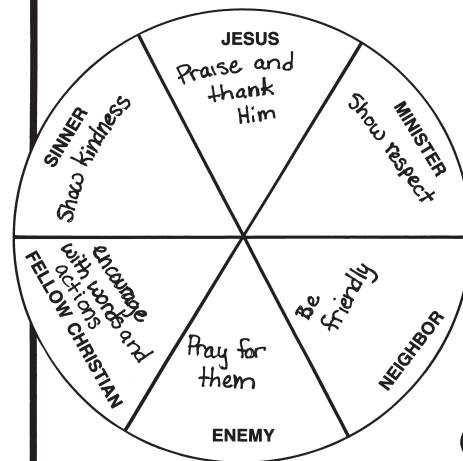 JESUS
Praise and
thank
Him
MINISTER
Show respect
NEIGHBOR
Be
friendly
ENEMY
Pray for
them
FELLOW CHRISTIAN
encourage
with words and
actions
SINNER
Show kindness